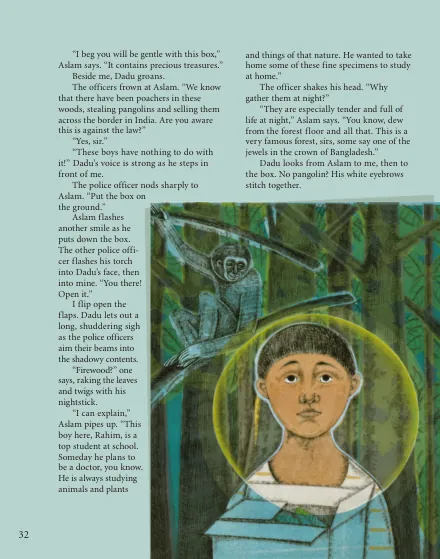 “I beg you will be gentle with this box,”
Aslam says. “It contains precious treasures.”
Beside me, Dadu groans.
The officers frown at Aslam. “We know
that there have been poachers in these
woods, stealing pangolins and selling them
across the border in India. Are you aware
this is against the law?”
“Yes, sir.”
“These boys have nothing to do with
it!” Dadu’s voice is strong as he steps in
front of me.
The police officer nods sharply to
Aslam. “Put the box on
the ground.”
Aslam flashes
another smile as he
puts down the box.
The other police offi-
cer flashes his torch
into Dadu’s face, then
into mine. “You there!
Open it.”
I flip open the
flaps. Dadu lets out a
long, shuddering sigh
as the police officers
aim their beams into
the shadowy contents.
“Firewood?” one
says, raking the leaves
and twigs with his
nightstick.
“I can explain,”
Aslam pipes up. “This
boy here, Rahim, is a
top student at school.
Someday he plans to
be a doctor, you know.
He is always studying
animals and plants
and things of that nature. He wanted to take
home some of these fine specimens to study
at home.”
The officer shakes his head. “Why
gather them at night?”
“They are especially tender and full of
life at night,” Aslam says. “You know, dew
from the forest floor and all that. This is a
very famous forest, sirs, some say one of the
jewels in the crown of Bangladesh.”
Dadu looks from Aslam to me, then to
the box. No pangolin? His white eyebrows
stitch together.
32